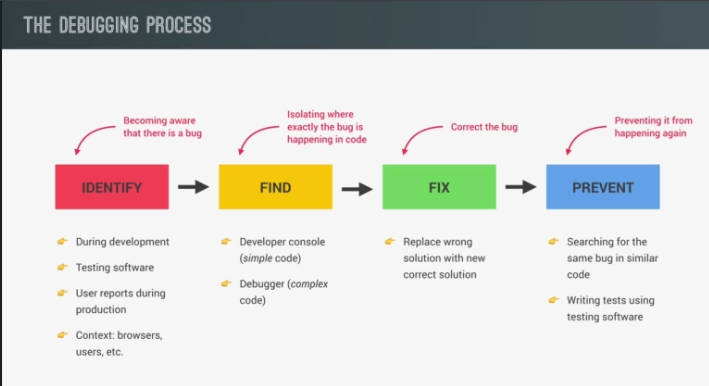 THE DEBUGGING PROCESS
Becoming aware
that there is a bug
Isolating where
exactly the bug is
happening in code
Correct the bug
Preventing it from
happening again
IDENTIFY
FIND
FIX
PREVENT
During development
Testing software
User reports during
production
Context: browsers,
users, etc.
Developer console
(simple code)
Debugger (complex
code)
Replace wrong
solution with new
correct solution
Searching for the
same bug in similar
code
Writing tests using
testing software